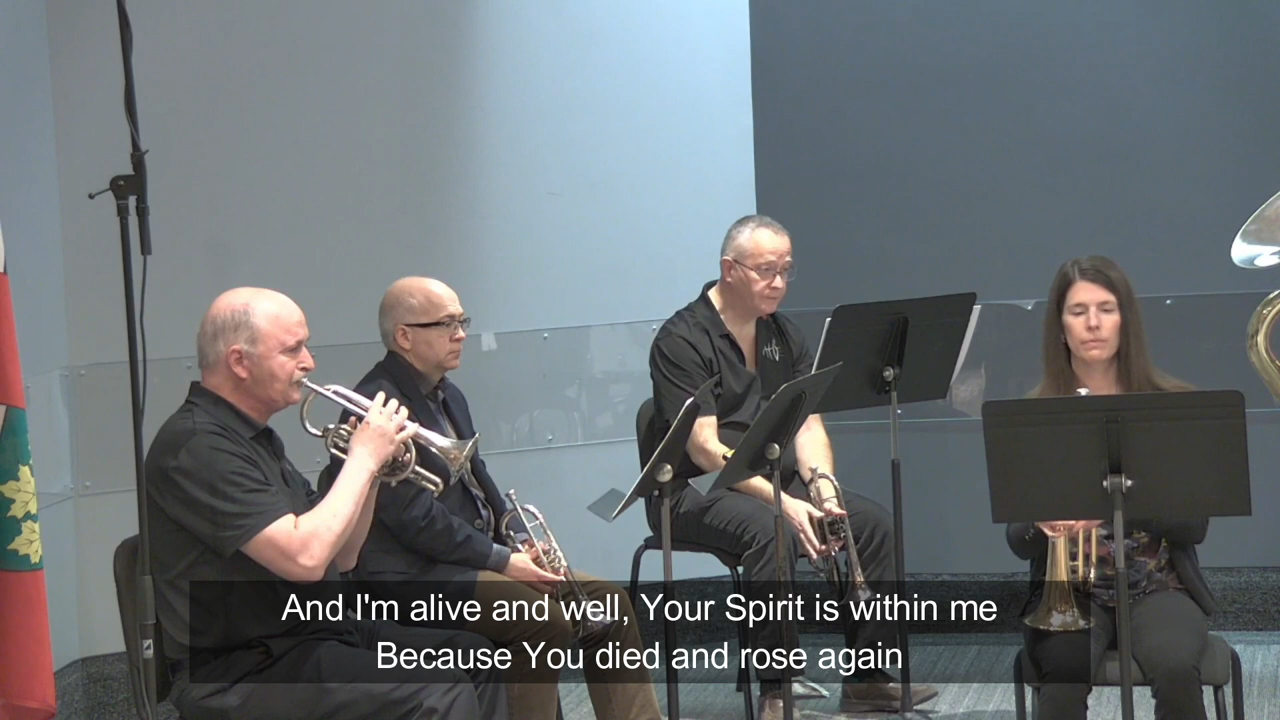 And I'm alive and well, Your Spirit is within me
Because You died and rose again